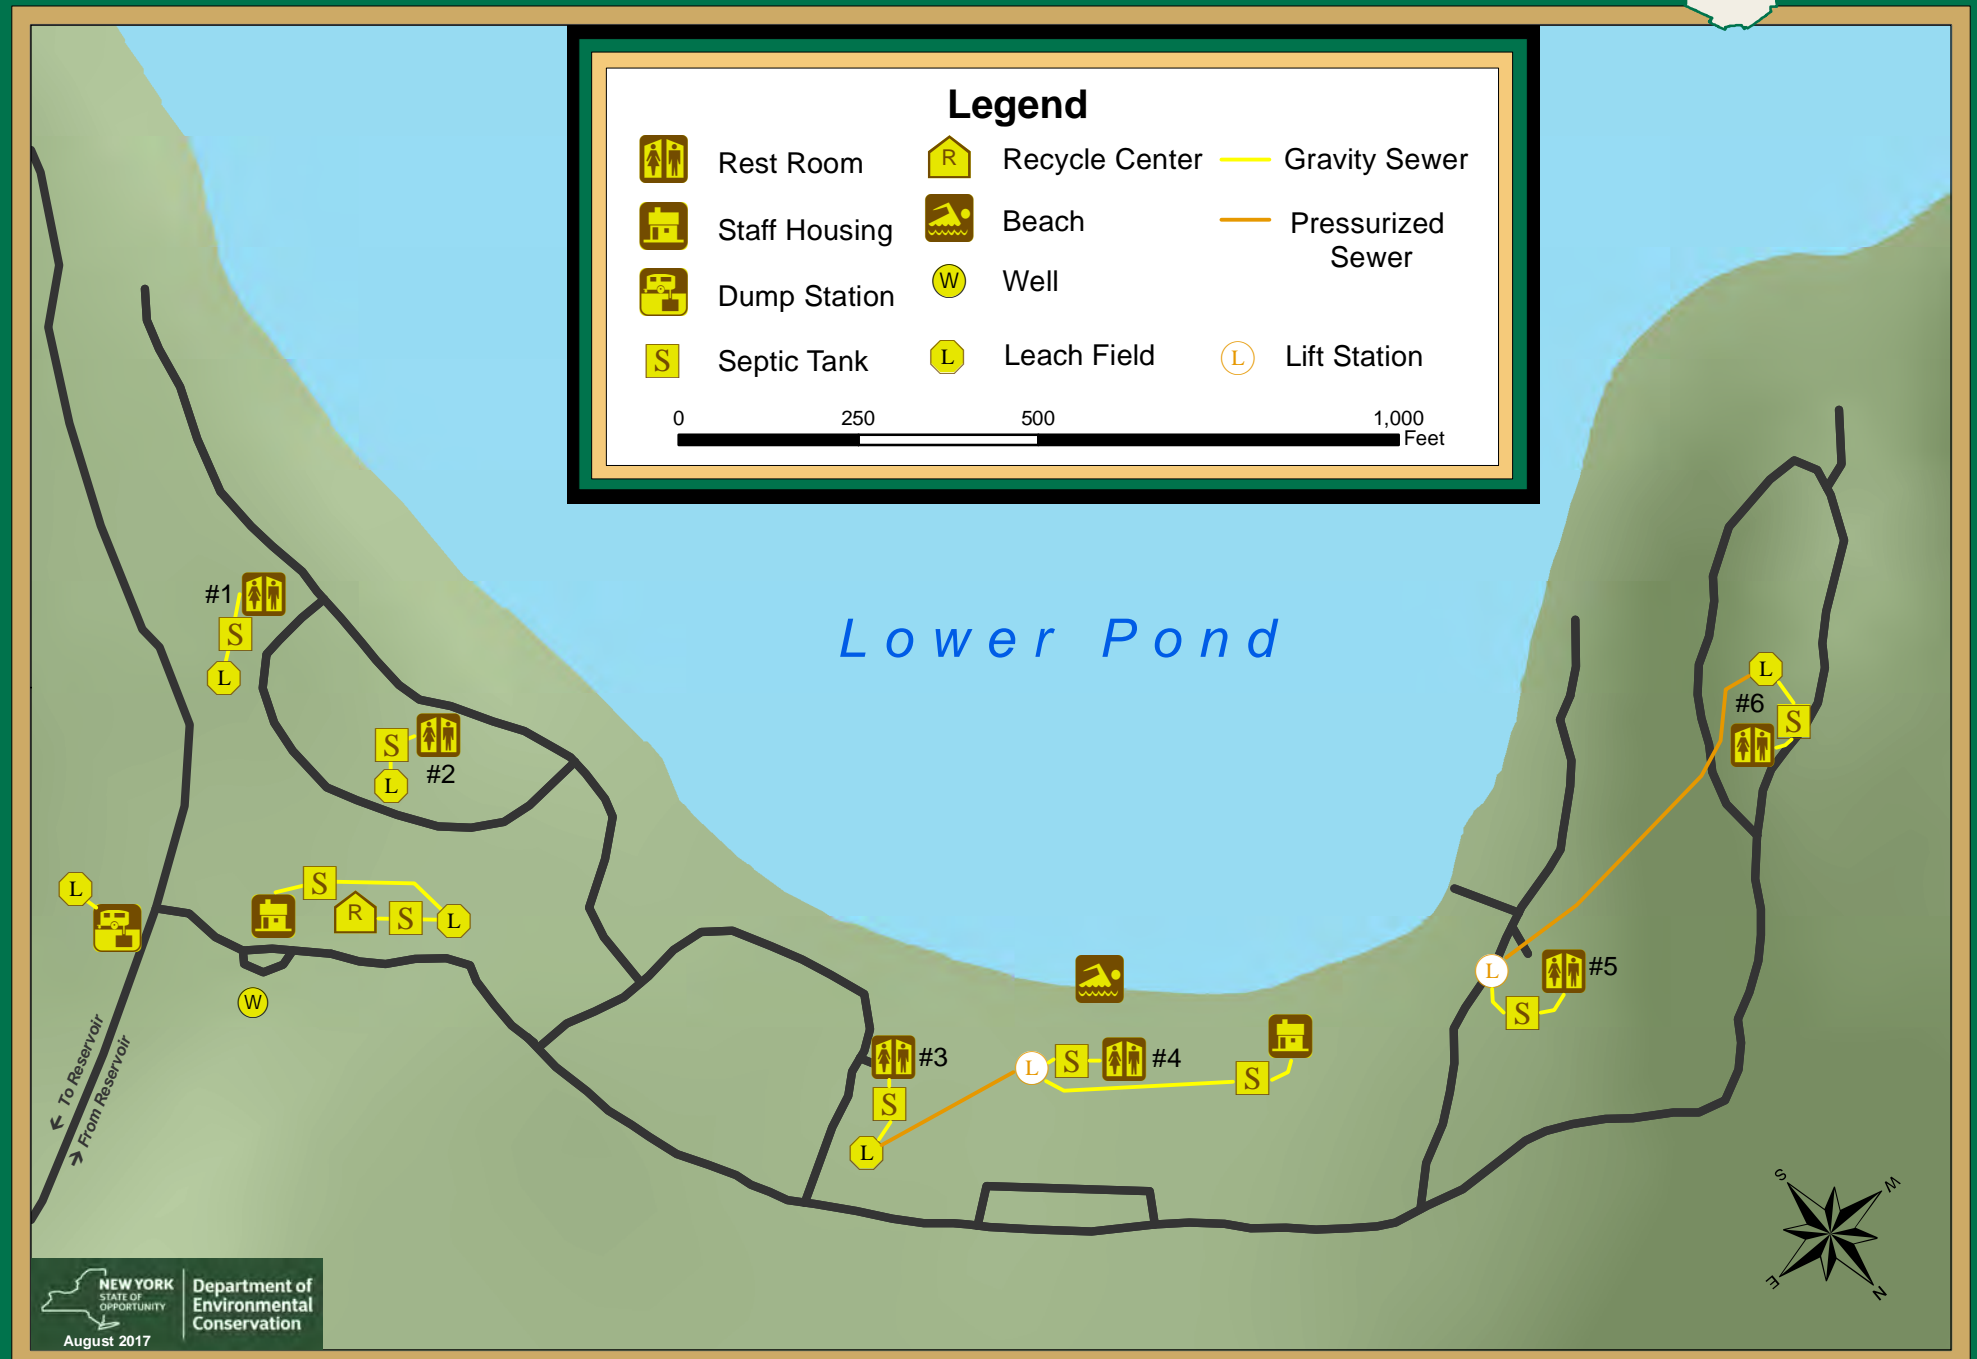 Legend
Rest Room
Staff Housing
Dump Station
S Septic Tank
R Recycle Center
Beach
W Well
L Leach Field
Gravity Sewer
Pressurized
Sewer
L Lift Station
0 250 500 1,000
Feet
Lower Pond
#1
S
L
S
#2
L
L
S
R S L
W
← To Reservoir
→ From Reservoir
#3
S
L
L S #4
S
L
#5
S
L
#6
S
S W
E N
NEW YORK
STATE OF
OPPORTUNITY
Department of
Environmental
Conservation
August 2017